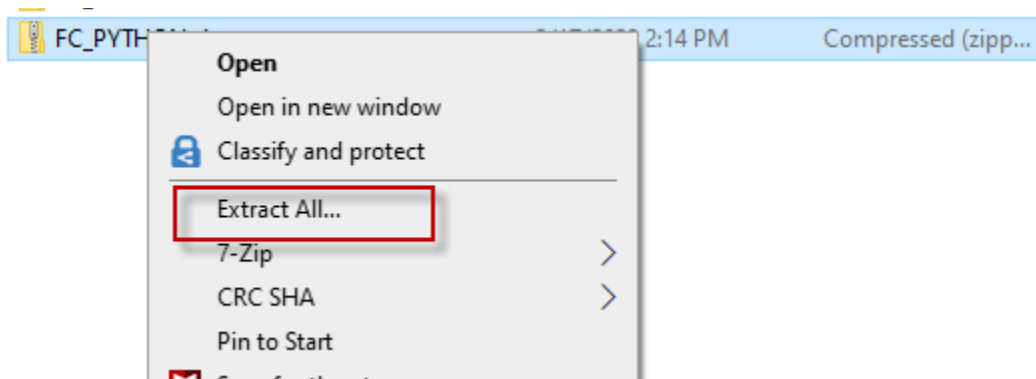 FC_PYTH 2:14 PM Compressed (zipp...
Open
Open in new window
Classify and protect
Extract All...
7-Zip
CRC SHA
Pin to Start